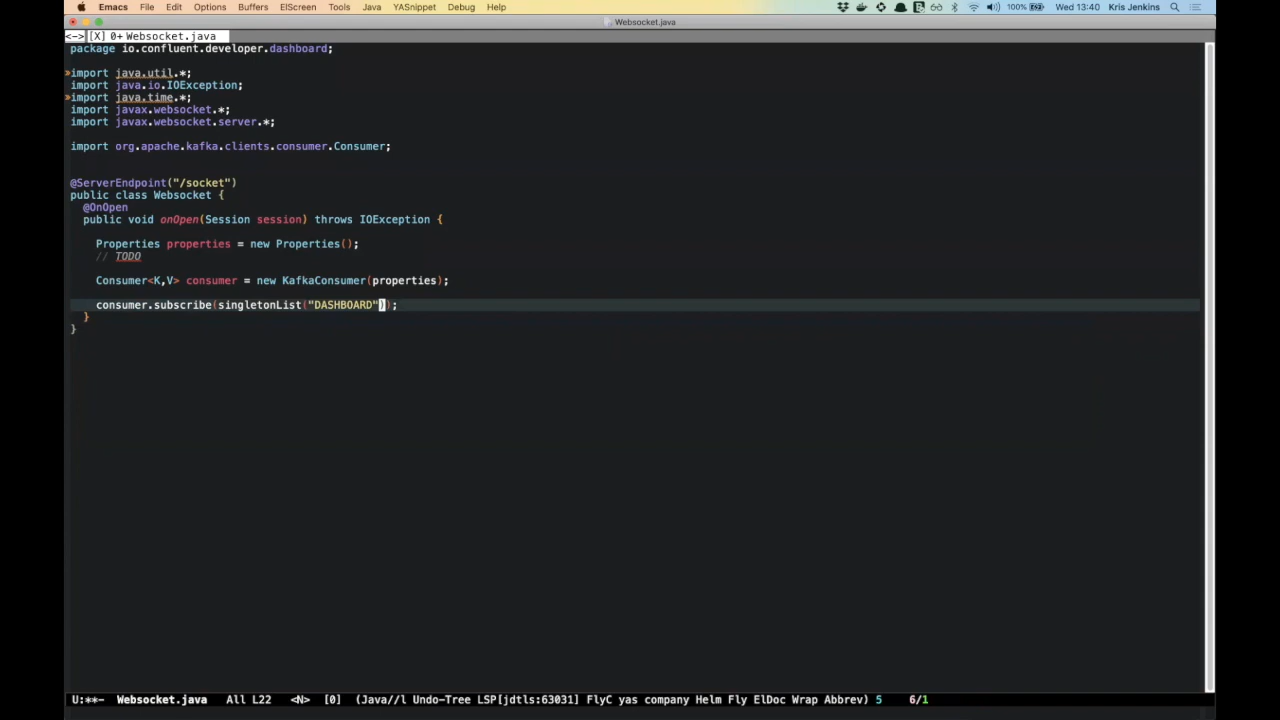 Emacs File Edit Options Buffers ElScreen Tools Java YASnippet Debug Help 100% Wed 13:40 Kris Jenkins
Websocket.java
<->[X] 0+ Websocket.java
package io.confluent.developer.dashboard;
»import java.util.*;
import java.io.IOException;
»import java.time.*;
import javax.websocket.*;
import javax.websocket.server.*;
import org.apache.kafka.clients.consumer.Consumer;
@ServerEndpoint("/socket")
public class Websocket {
@OnOpen
public void onOpen(Session session) throws IOException {
Properties properties = new Properties();
// TODO
Consumer<K,V> consumer = new KafkaConsumer(properties);
consumer.subscribe(singletonList("DASHBOARD"));
}
}
U:**- Websocket.java All L22 <N> [0] (Java//l Undo-Tree LSP[jdtls:63031] FlyC yas company Helm Fly ElDoc Wrap Abbrev) 5 6/1